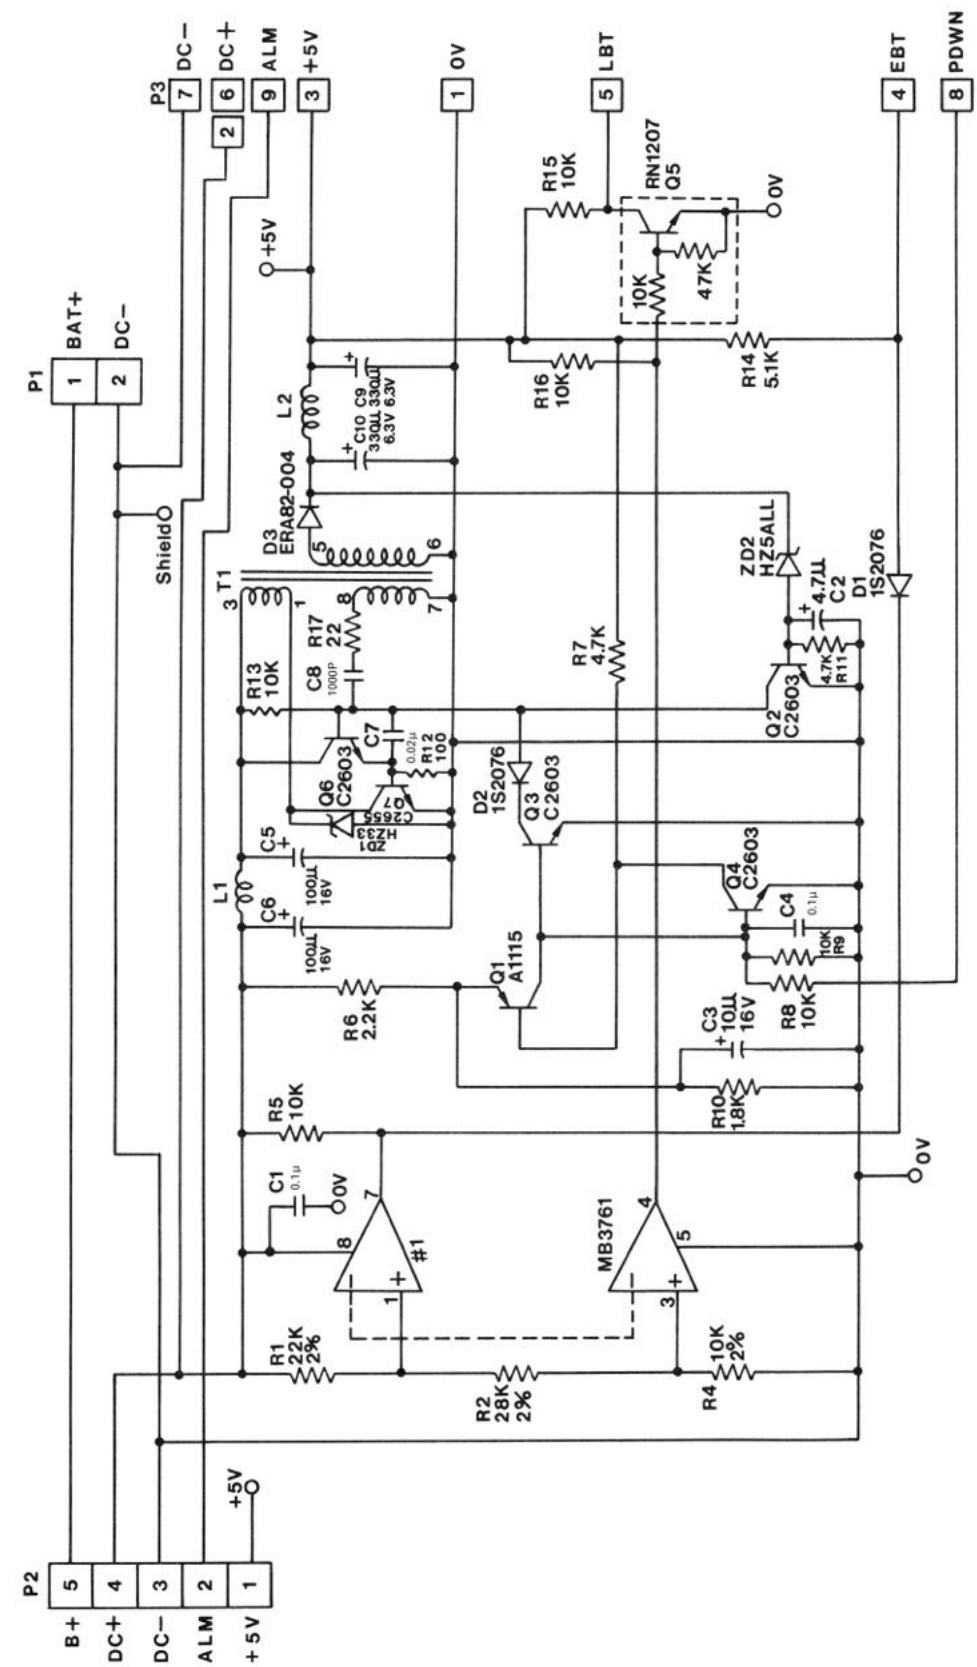 P3
7 DC-
6 DC+
2
9 ALM
3 +5V
1 0V
5 LBT
4 EBT
8 PDWN
P1
1 BAT+
2 DC-
Shield
+5V
R15
10K
RN1207
Q5
10K
47K
0V
R16
10K
R14
5.1K
L2
C10 C9
330µ 330µ
6.3V 6.3V
+
+
D3
ERA82-004
5
6
T1
3
1
8
7
R17
22
C8
1000P
R13
10K
ZD2
HZ5ALL
+
4.7µ
C2
D1
1S2076
4.7K
R11
Q2
C2603
R7
4.7K
C7
0.02µ
R12
100
Q6
C2603
Q7
C2655
HZ33
ZD1
D2
1S2076
Q3
C2603
Q4
C2603
C4
0.1µ
10K
R9
R8
10K
L1
C5
+
100µ
16V
C6
+
100µ
16V
R6
2.2K
Q1
A1115
C3
10µ
16V
+
R10
1.8K
R5
10K
C1
0.1µ
0V
7
8
#1
-
+
1
MB3761
4
5
-
+
3
0V
R1
22K
2%
R2
28K
2%
R4
10K
2%
P2
B+ 5
DC+ 4
DC- 3
ALM 2
+5V 1
+5V